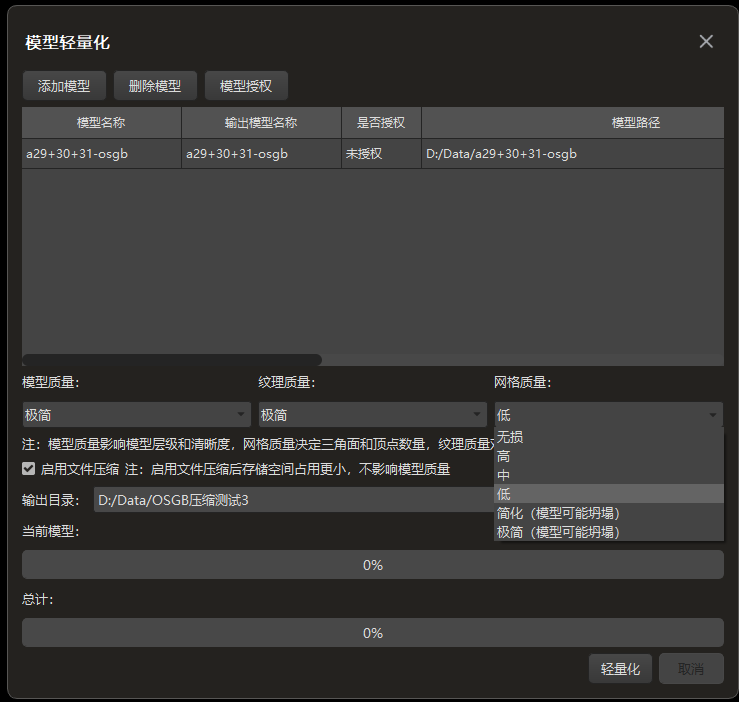 模型轻量化
添加模型 删除模型 模型授权
模型名称 输出模型名称 是否授权 模型路径
a29+30+31-osgb a29+30+31-osgb 未授权 D:/Data/a29+30+31-osgb
模型质量: 纹理质量: 网格质量:
极简 极简 低
无损
高
中
低
简化（模型可能坍塌）
极简（模型可能坍塌）
注：模型质量影响模型层级和清晰度，网格质量决定三角面和顶点数量，纹理质量
启用文件压缩 注：启用文件压缩后存储空间占用更小，不影响模型质量
输出目录: D:/Data/OSGB压缩测试3
当前模型:
0%
总计:
0%
轻量化 取消